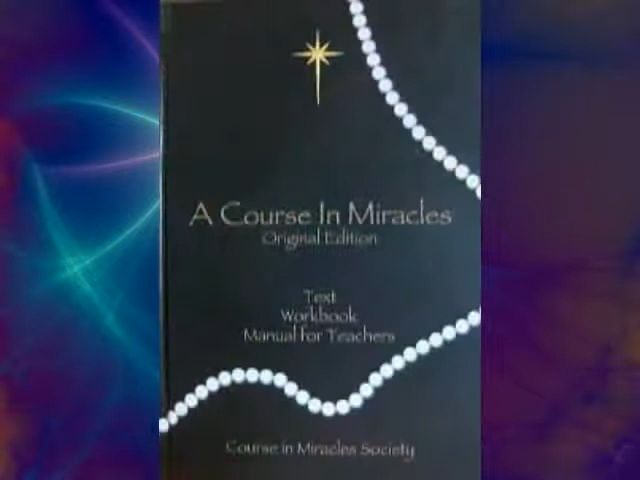 A Course In Miracles
Original Edition
Text
Workbook
Manual for Teachers
Course in Miracles Society